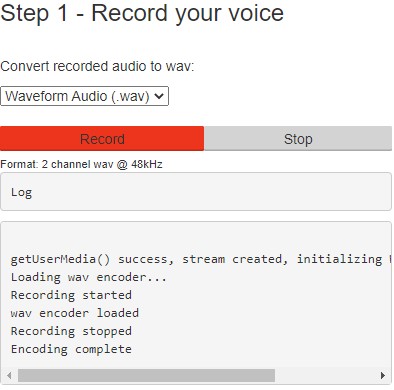 Step 1 - Record your voice
Convert recorded audio to wav:
Waveform Audio (.wav)
Record Stop
Format: 2 channel wav @ 48kHz
Log
getUserMedia() success, stream created, initializing
Loading wav encoder...
Recording started
wav encoder loaded
Recording stopped
Encoding complete